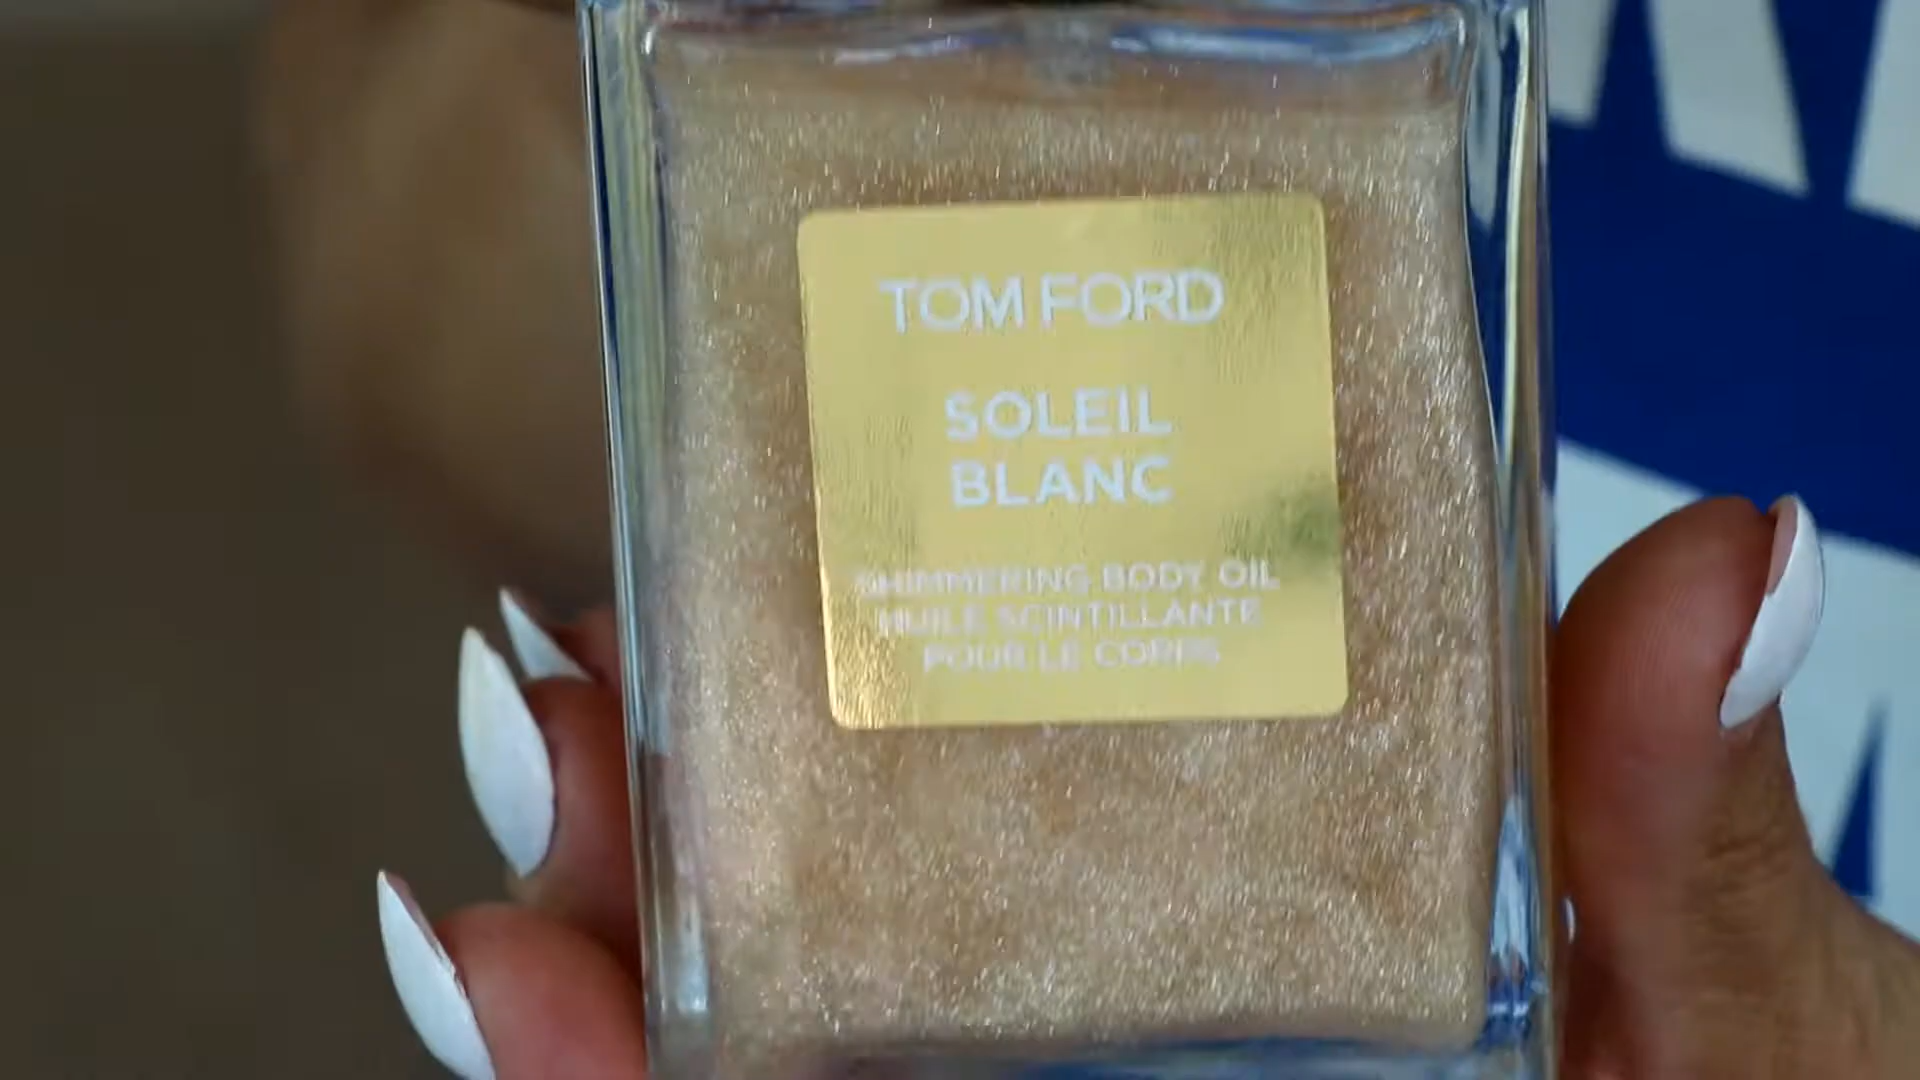 TOM FORD
SOLEIL
BLANC
SHIMMERING BODY OIL
HUILE SCINTILLANTE
POUR LE CORPS